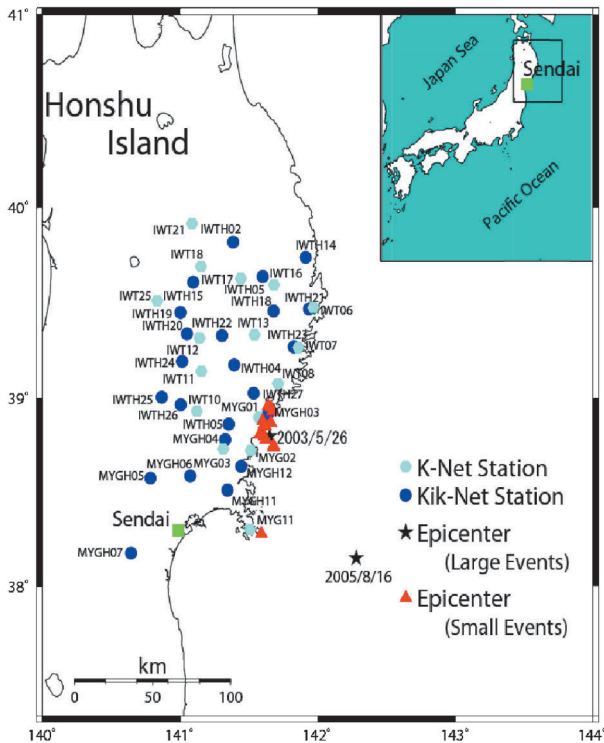 41°
Honshu
Island
Japan Sea
Sendai
Pacific Ocean
40°
IWT21
IWTH02
IWTH14
IWT18
IWT17
IWT16
IWTH05
IWTH18
IWTH21
IWT06
IWT25
IWTH15
IWTH19
IWTH20
IWTH22
IWT13
IWTH23
IWT07
IWT12
IWTH24
IWTH04
IWT11
IWT08
IWTH27
39°
IWTH25
IWT10
IWTH26
MYG01
MYGH03
IWTH05
MYGH04
2003/5/26
MYG03
MYG02
MYGH06
MYGH12
MYGH05
MYGH11
Sendai
MYG11
MYGH07
2005/8/16
38°
K-Net Station
Kik-Net Station
Epicenter
(Large Events)
Epicenter
(Small Events)
km
0 50 100
140° 141° 142° 143° 144°